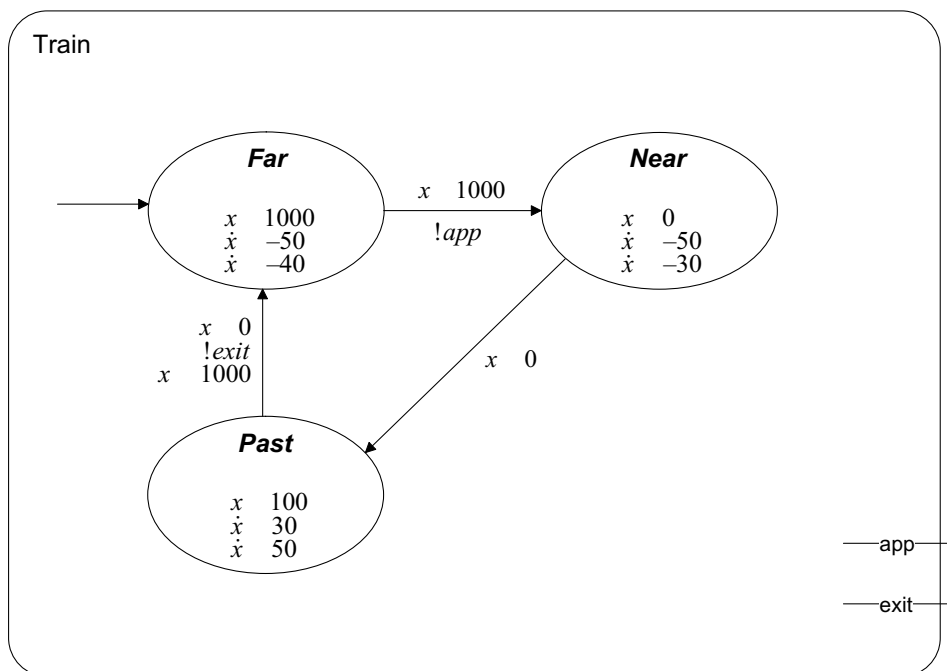 Train
Far
x 1000
ẋ –50
ẋ –40
x 1000
!app
Near
x 0
ẋ –50
ẋ –30
x 0
!exit
x 1000
x 0
Past
x 100
ẋ 30
ẋ 50
app
exit